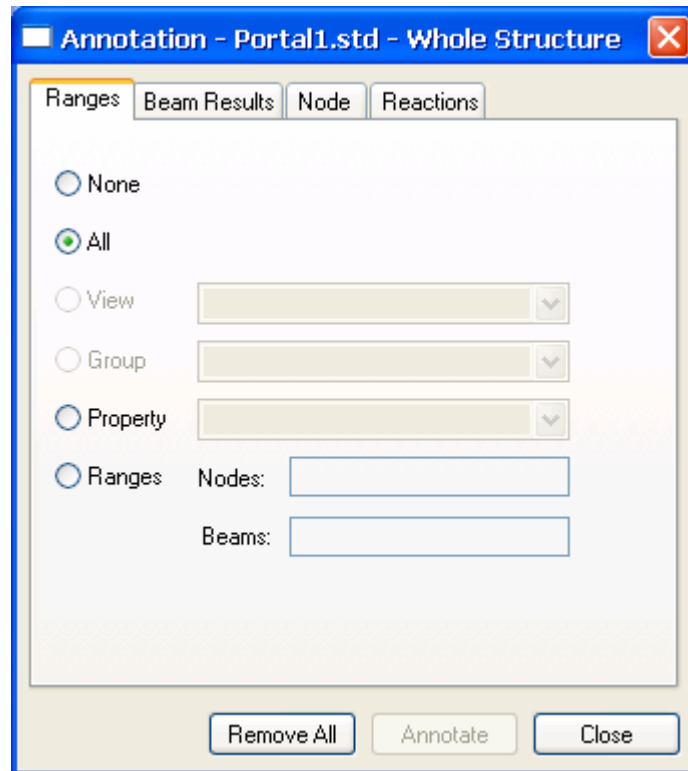 Annotation - Portal1.std - Whole Structure
Ranges Beam Results Node Reactions
None
All
View
Group
Property
Ranges Nodes:
Beams:
Remove All Annotate Close